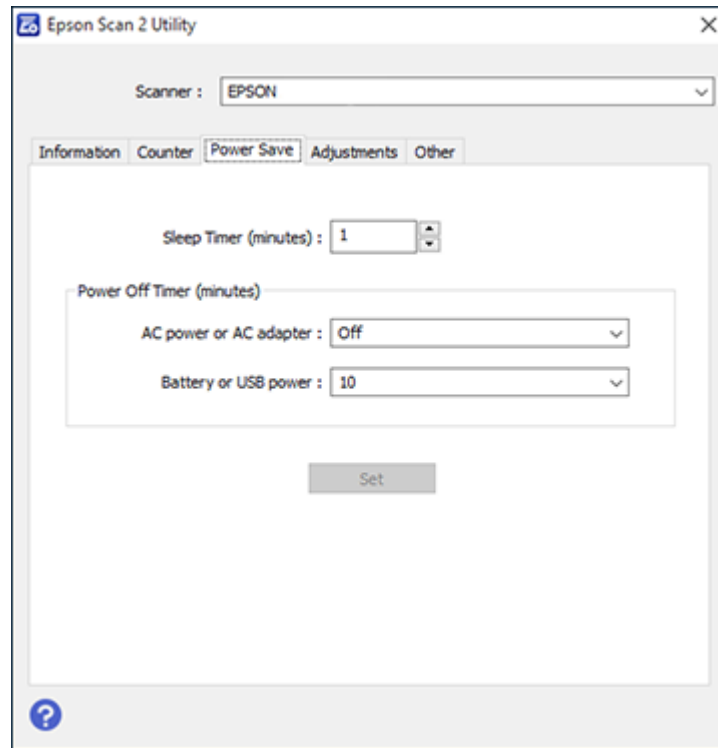 Epson Scan 2 Utility
Scanner : EPSON
Information Counter Power Save Adjustments Other
Sleep Timer (minutes) : 1
Power Off Timer (minutes)
AC power or AC adapter : Off
Battery or USB power : 10
Set
?